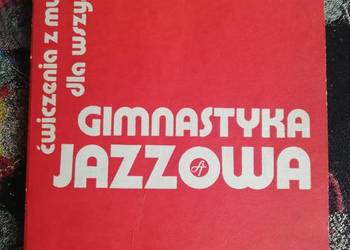 ćwiczenia z mu
dla wszy
GIMNASTYKA
JAZZOWA